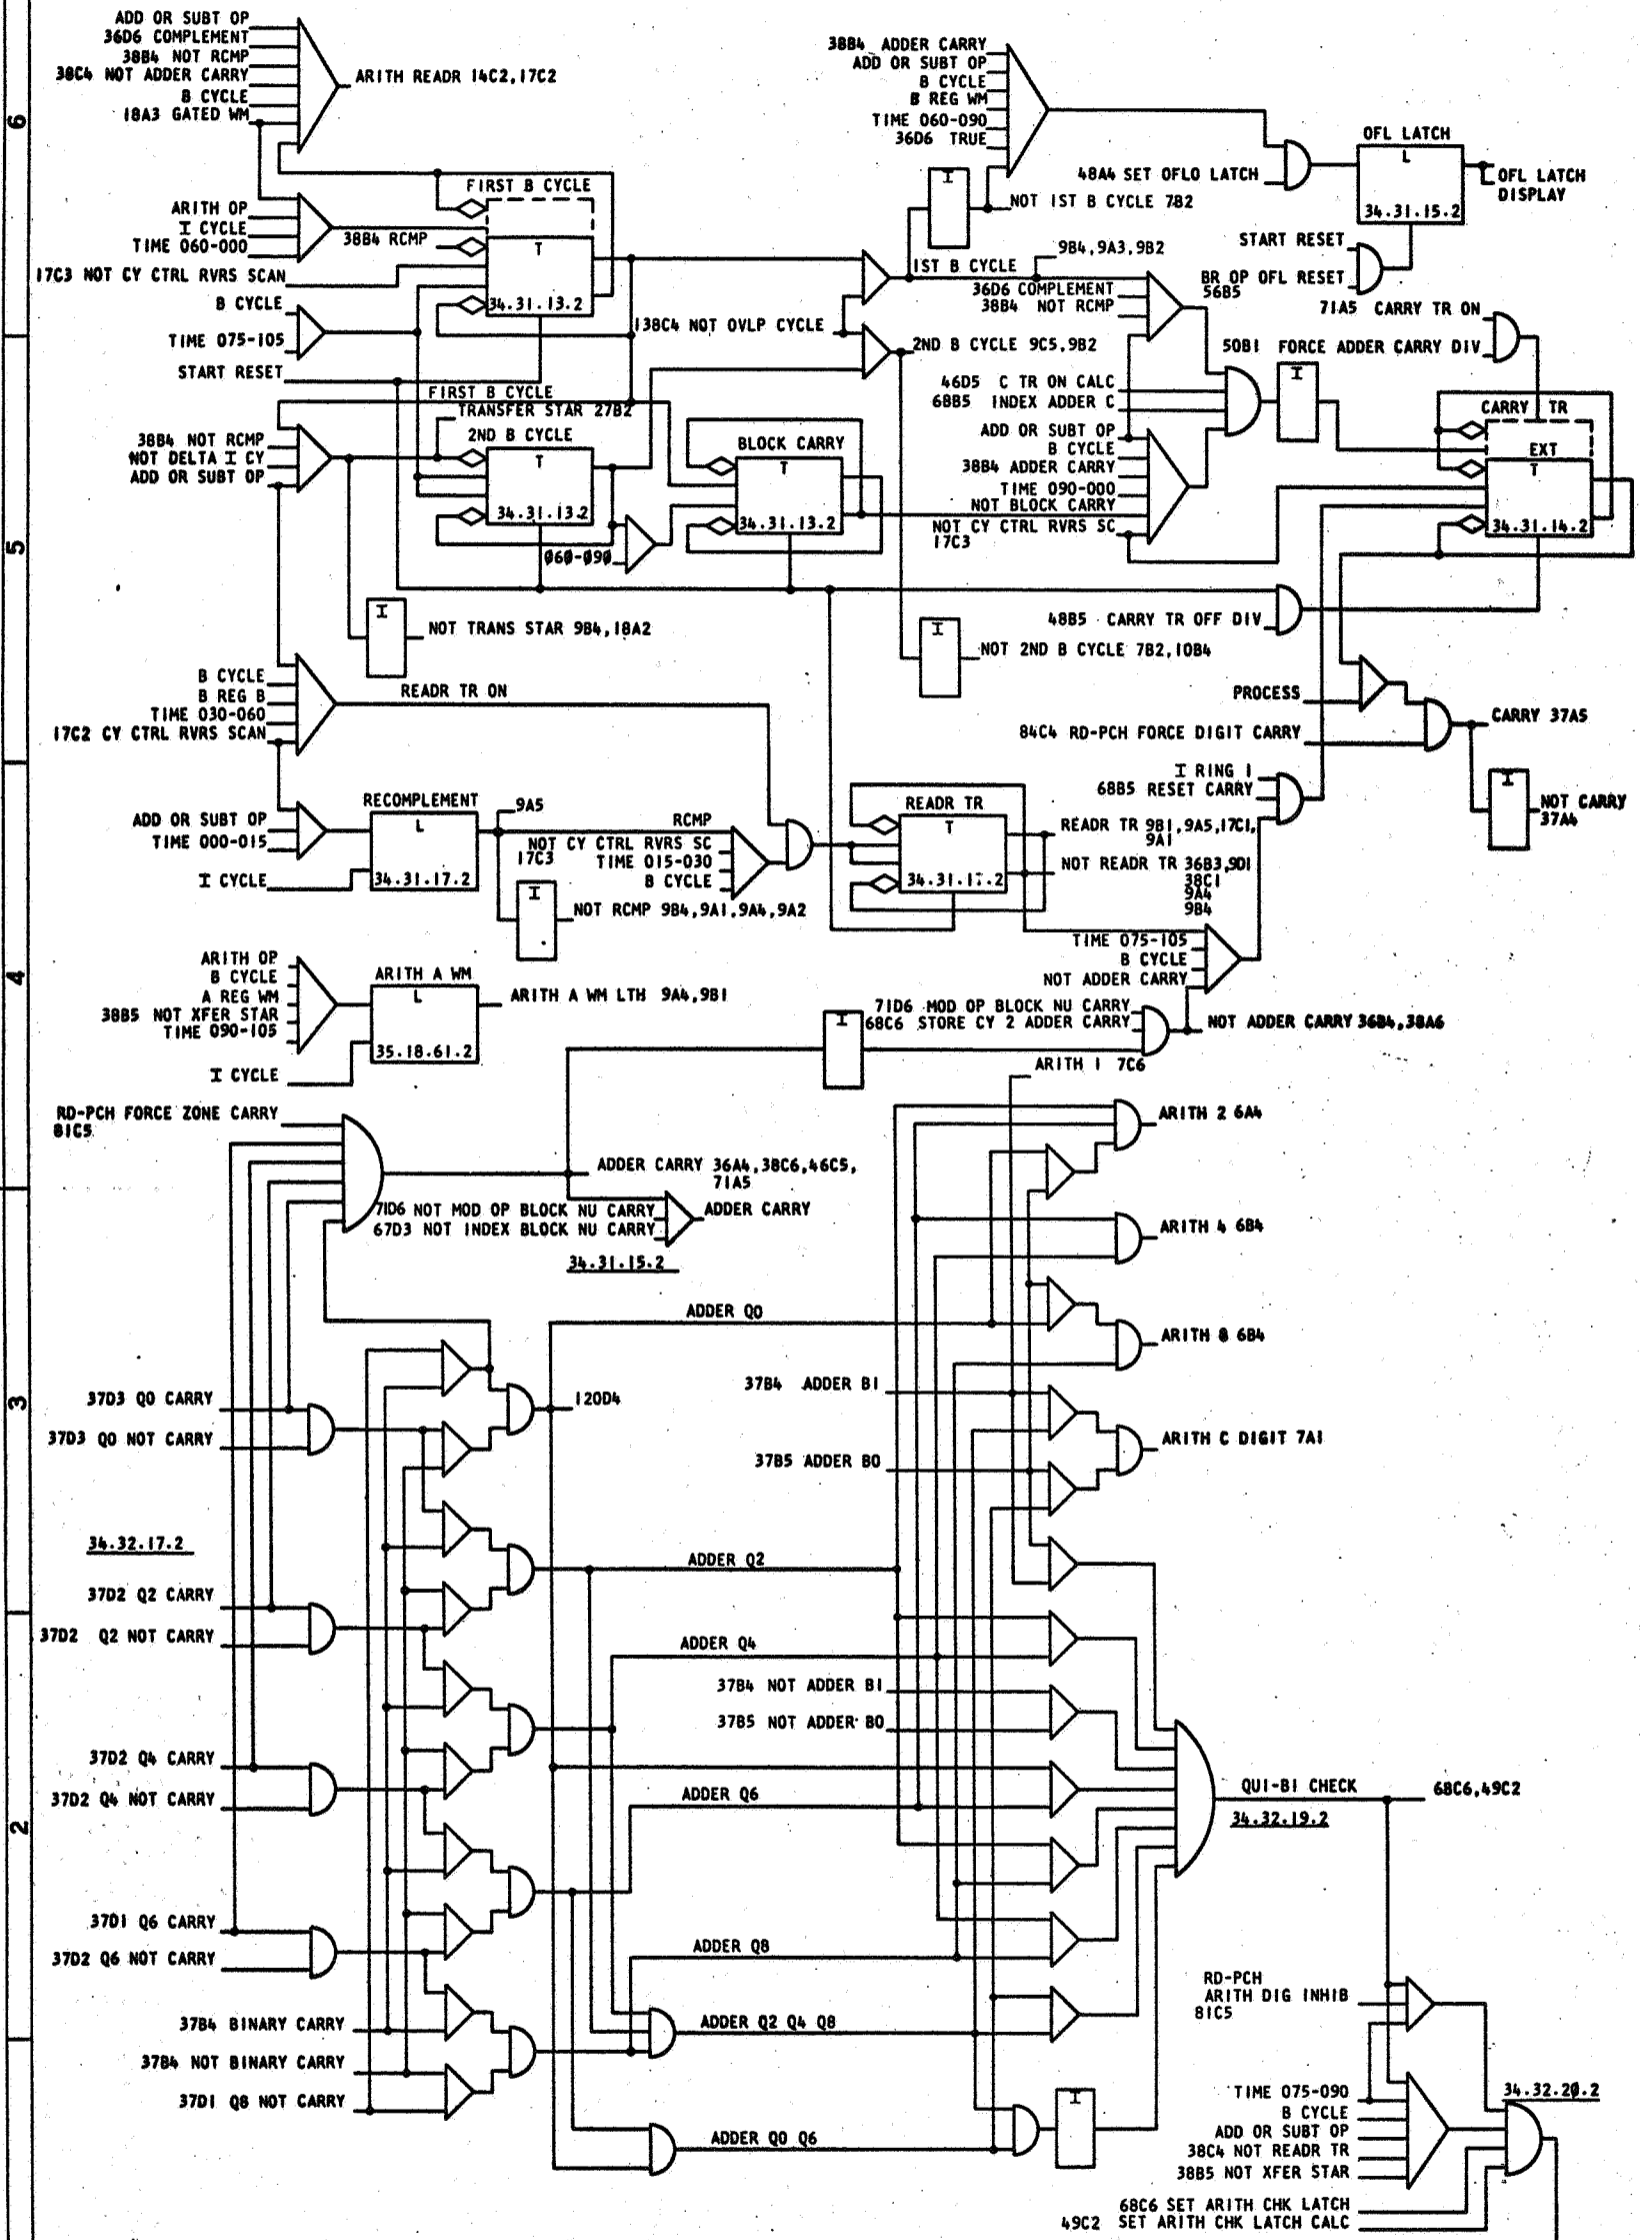 ADD OR SUBT OP
36D6 COMPLEMENT
38B4 NOT RCMP
38C4 NOT ADDER CARRY
B CYCLE
18A3 GATED WM
ARITH READR 14C2,17C2
38B4 ADDER CARRY
ADD OR SUBT OP
B CYCLE
B REG WM
TIME 060-090
36D6 TRUE
6
48A4 SET OFLO LATCH
OFL LATCH
L
34.31.15.2
OFL LATCH
DISPLAY
START RESET
BR OP OFL RESET
56B5
FIRST B CYCLE
ARITH OP
I CYCLE
TIME 060-000
38B4 RCMP
T
34.31.13.2
17C3 NOT CY CTRL RVRS SCAN
B CYCLE
TIME 075-105
START RESET
I
NOT 1ST B CYCLE 7B2
1ST B CYCLE
9B4,9A3,9B2
36D6 COMPLEMENT
38B4 NOT RCMP
138C4 NOT OVLP CYCLE
2ND B CYCLE 9C5,9B2
71A5 CARRY TR ON
50B1 FORCE ADDER CARRY DIV
I
46D5 C TR ON CALC
68B5 INDEX ADDER C
ADD OR SUBT OP
B CYCLE
38B4 ADDER CARRY
TIME 090-000
NOT BLOCK CARRY
NOT CY CTRL RVRS SC
17C3
CARRY TR
EXT
T
34.31.14.2
FIRST B CYCLE
TRANSFER STAR 27B2
2ND B CYCLE
T
34.31.13.2
38B4 NOT RCMP
NOT DELTA I CY
ADD OR SUBT OP
BLOCK CARRY
T
34.31.13.2
060-090
5
I
NOT TRANS STAR 9B4,18A2
48B5 CARRY TR OFF DIV
I
NOT 2ND B CYCLE 7B2,10B4
B CYCLE
B REG B
TIME 030-060
17C2 CY CTRL RVRS SCAN
READR TR ON
PROCESS
84C4 RD-PCH FORCE DIGIT CARRY
CARRY 37A5
I
NOT CARRY
37A4
I RING 1
68B5 RESET CARRY
ADD OR SUBT OP
TIME 000-015
I CYCLE
RECOMPLEMENT
L
34.31.17.2
9A5
RCMP
NOT CY CTRL RVRS SC
17C3
TIME 015-030
B CYCLE
I
NOT RCMP 9B4,9A1,9A4,9A2
READR TR
T
READR TR 9B1,9A5,17C1,
9A1
NOT READR TR 36B3,9D1
38C1
9A4
9B4
TIME 075-105
B CYCLE
NOT ADDER CARRY
4
ARITH OP
B CYCLE
A REG WM
38B5 NOT XFER STAR
TIME 090-105
I CYCLE
ARITH A WM
L
35.18.61.2
ARITH A WM LTH 9A4,9B1
I
71D6 MOD OP BLOCK NU CARRY
68C6 STORE CY 2 ADDER CARRY
NOT ADDER CARRY 36B4,38A6
ARITH 1 7C6
RD-PCH FORCE ZONE CARRY
81C5
ARITH 2 6A4
ADDER CARRY 36A4,38C6,46C5,
71A5
71D6 NOT MOD OP BLOCK NU CARRY
67D3 NOT INDEX BLOCK NU CARRY
ADDER CARRY
34.31.15.2
ARITH 4 6B4
ADDER Q0
ARITH 8 6B4
3
37D3 Q0 CARRY
37D3 Q0 NOT CARRY
120D4
37B4 ADDER B1
37B5 ADDER B0
ARITH C DIGIT 7A1
34.32.17.2
ADDER Q2
37D2 Q2 CARRY
37D2 Q2 NOT CARRY
ADDER Q4
37B4 NOT ADDER B1
37B5 NOT ADDER B0
37D2 Q4 CARRY
37D2 Q4 NOT CARRY
ADDER Q6
QUI-BI CHECK
68C6,49C2
34.32.19.2
2
37D1 Q6 CARRY
37D2 Q6 NOT CARRY
ADDER Q8
RD-PCH
ARITH DIG INHIB
81C5
37B4 BINARY CARRY
37B4 NOT BINARY CARRY
37D1 Q8 NOT CARRY
ADDER Q2 Q4 Q8
ADDER Q0 Q6
I
TIME 075-090
B CYCLE
ADD OR SUBT OP
38C4 NOT READR TR
38B5 NOT XFER STAR
34.32.20.2
68C6 SET ARITH CHK LATCH
49C2 SET ARITH CHK LATCH CALC